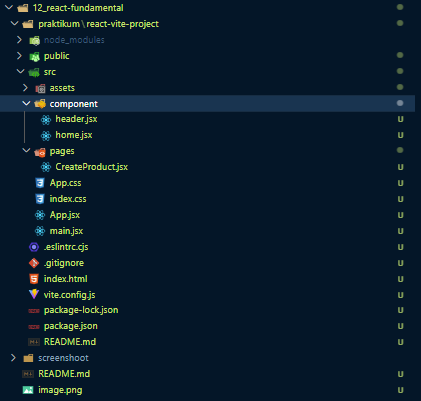 12_react-fundamental
praktikum\react-vite-project
node_modules
public
src
assets
component
header.jsx U
home.jsx U
pages
CreateProduct.jsx U
App.css U
index.css U
App.jsx U
main.jsx U
.eslintrc.cjs U
.gitignore U
index.html U
vite.config.js U
package-lock.json U
package.json U
README.md U
screenshoot
README.md U
image.png U